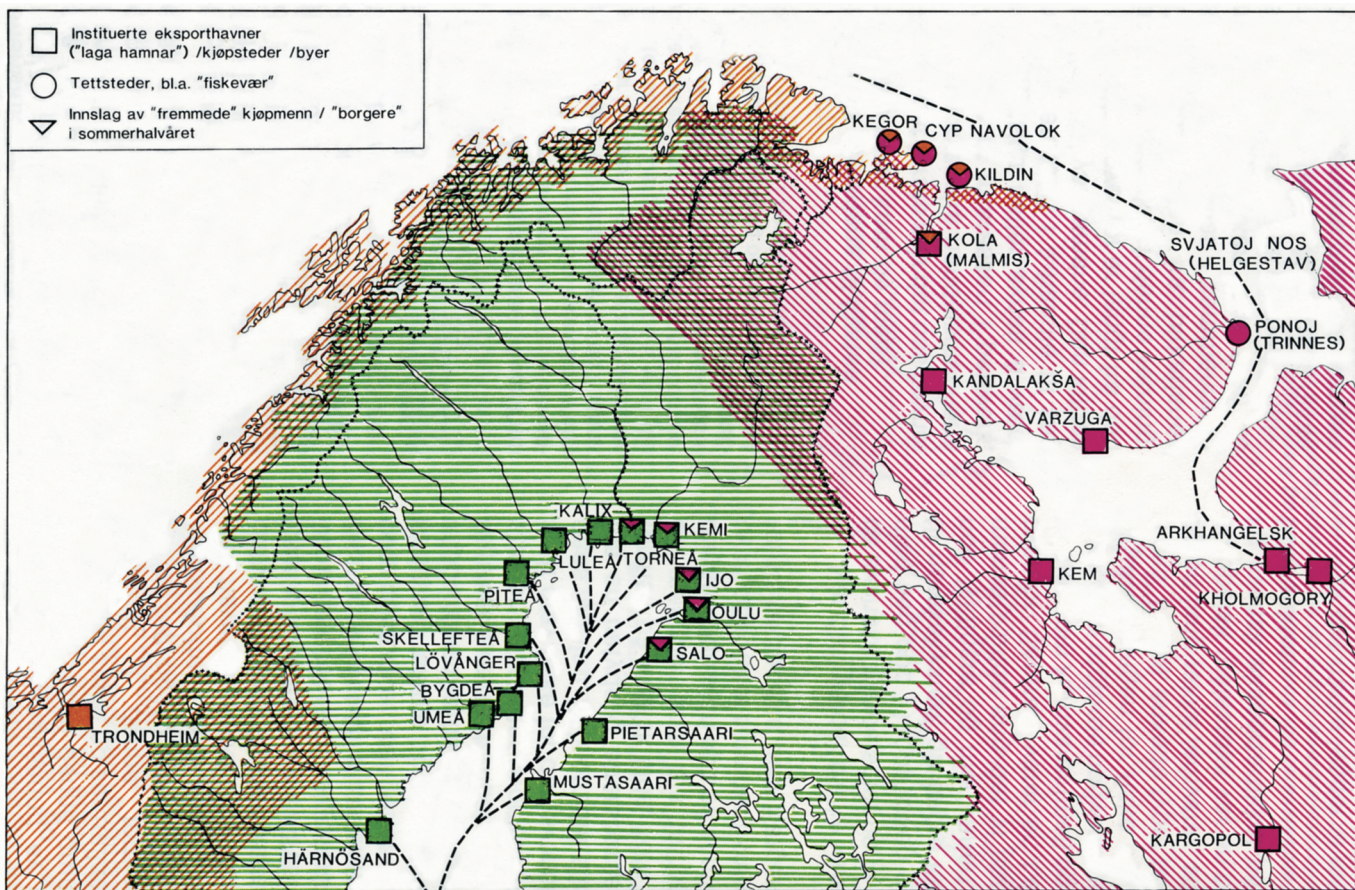 Instituerte eksporthavner
("laga hamnar") /kjøpsteder /byer
Tettsteder, bl.a. "fiskevær"
Innslag av "fremmede" kjøpmenn / "borgere"
i sommerhalvåret
KEGOR
CYP NAVOLOK
KILDIN
KOLA
(MALMIS)
SVJATOJ NOS
(HELGESTAV)
PONOJ
(TRINNES)
KANDALAKŠA
VARZUGA
ARKHANGELSK
KHOLMOGORY
KEM
KARGOPOL
KALIX
KEMI
LULEÅ
TORNEÅ
PITEÅ
IJO
OULU
SKELLEFTEÅ
SALO
LÖVÅNGER
BYGDEÅ
UMEÅ
PIETARSAARI
TRONDHEIM
MUSTASAARI
HÄRNÖSAND